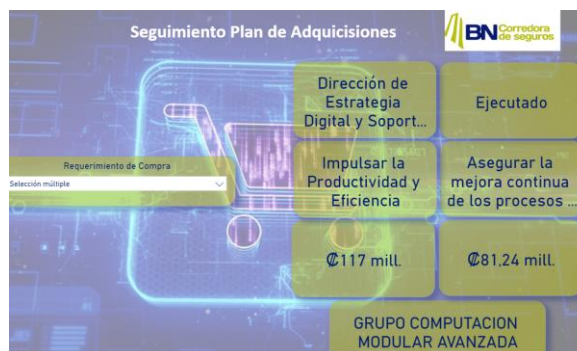 Seguimiento Plan de Adquicisiones
BN Corredora
de seguros
Dirección de
Estrategia
Digital y Soport...
Ejecutado
Requerimiento de Compra
Selección múltiple
Impulsar la
Productividad y
Eficiencia
Asegurar la
mejora continua
de los procesos ...
₡117 mill.
₡81,24 mill.
GRUPO COMPUTACION
MODULAR AVANZADA